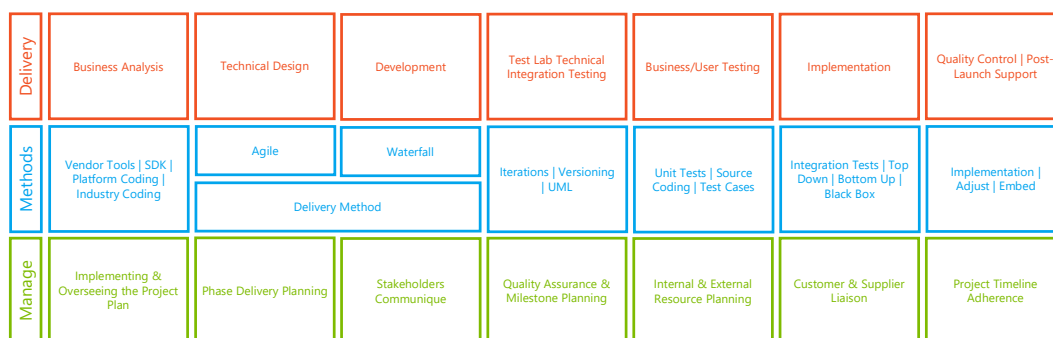 Delivery
Business Analysis
Technical Design
Development
Test Lab Technical
Integration Testing
Business/User Testing
Implementation
Quality Control | Post-
Launch Support
Methods
Vendor Tools | SDK |
Platform Coding |
Industry Coding
Agile
Waterfall
Delivery Method
Iterations | Versioning
| UML
Unit Tests | Source
Coding | Test Cases
Integration Tests | Top
Down | Bottom Up |
Black Box
Implementation |
Adjust | Embed
Manage
Implementing &
Overseeing the Project
Plan
Phase Delivery Planning
Stakeholders
Communique
Quality Assurance &
Milestone Planning
Internal & External
Resource Planning
Customer & Supplier
Liaison
Project Timeline
Adherence